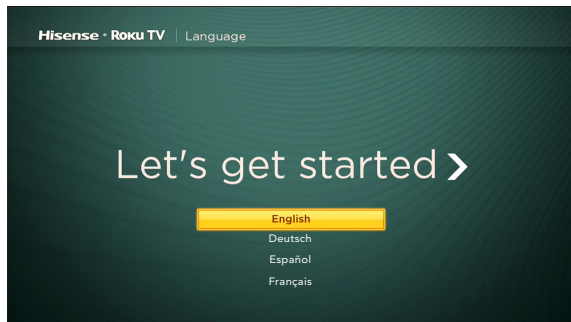 Hisense • ROKU TV | Language
Let's get started
English
Deutsch
Español
Français